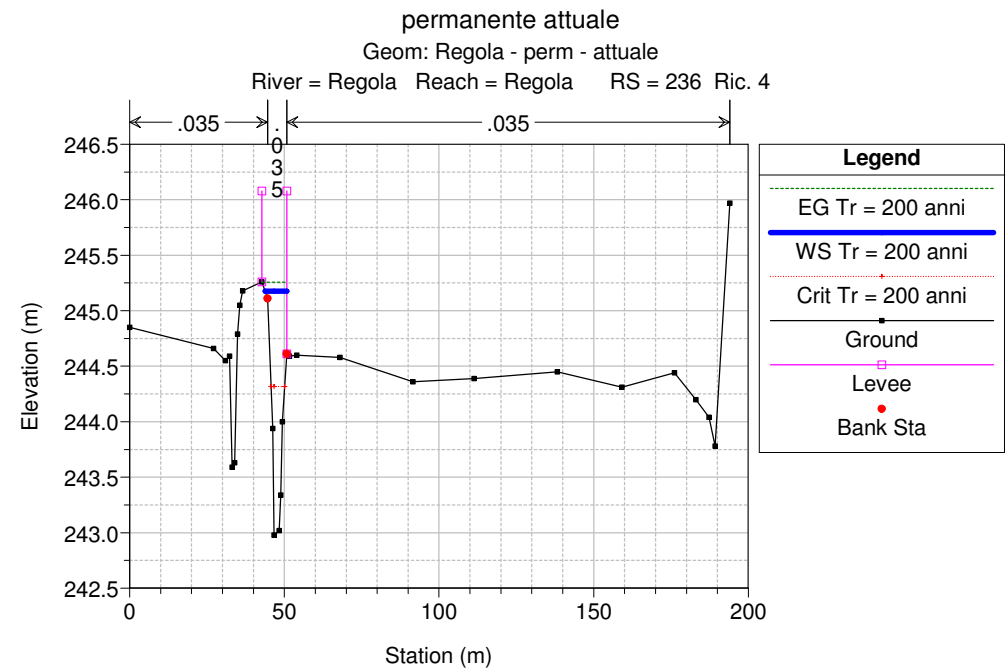 permanente attuale
Geom: Regola - perm - attuale
River = Regola Reach = Regola RS = 236 Ric. 4
.035
.035
.035
246.5
246.0
245.5
245.0
244.5
244.0
243.5
243.0
242.5
0
50
100
150
200
Station (m)
Elevation (m)
Legend
EG Tr = 200 anni
WS Tr = 200 anni
Crit Tr = 200 anni
Ground
Levee
Bank Sta